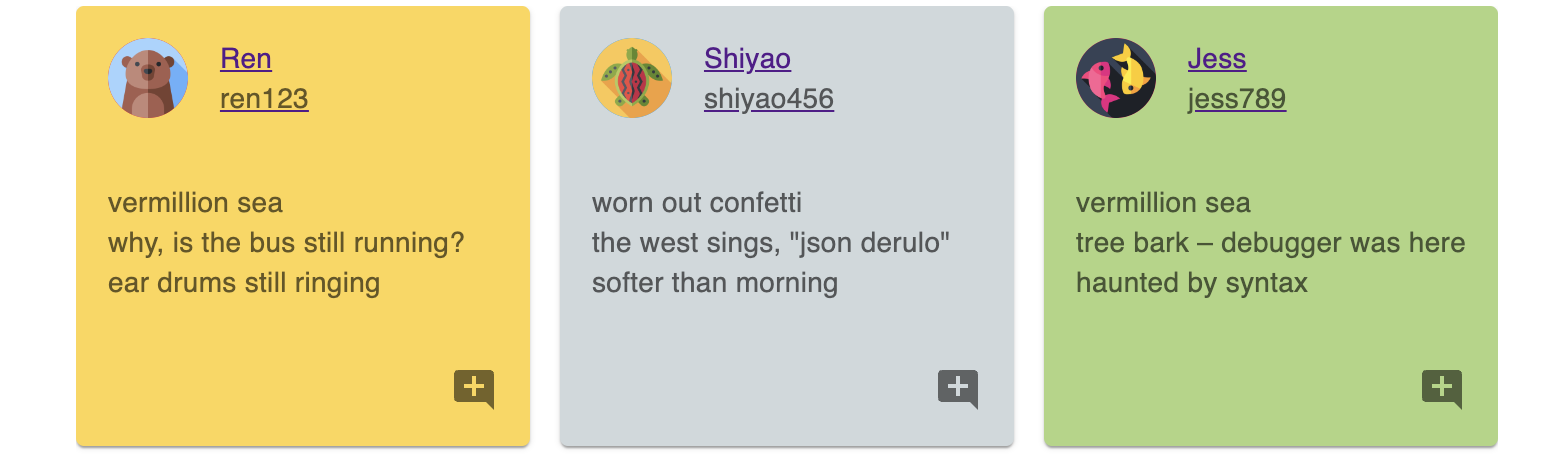 Ren
ren123
vermillion sea
why, is the bus still running?
ear drums still ringing
Shiyao
shiyao456
worn out confetti
the west sings, "json derulo"
softer than morning
Jess
jess789
vermillion sea
tree bark – debugger was here
haunted by syntax